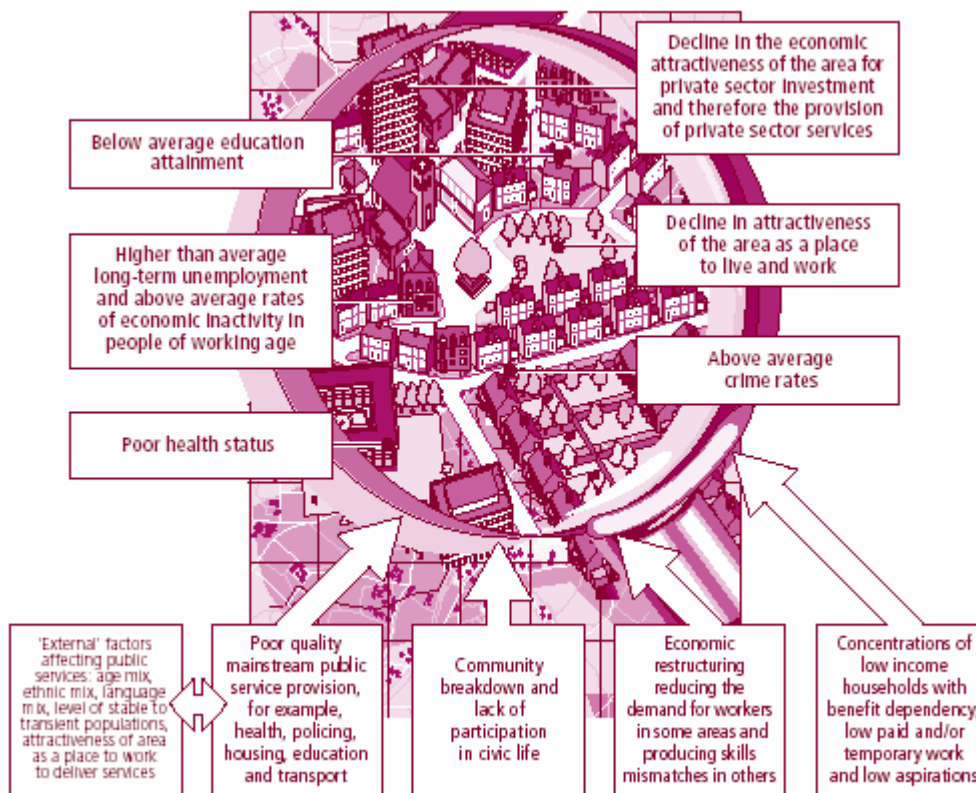 Decline in the economic
attractiveness of the area for
private sector investment
and therefore the provision
of private sector services
Below average education
attainment
Decline in attractiveness
of the area as a place
to live and work
Higher than average
long-term unemployment
and above average rates
of economic inactivity in
people of working age
Above average
crime rates
Poor health status
'External' factors
affecting public
services: age mix,
ethnic mix, language
mix, level of stable to
transient populations,
attractiveness of area
as a place to work
to deliver services
Poor quality
mainstream public
service provision,
for example,
health, policing,
housing, education
and transport
Community
breakdown and
lack of
participation
in civic life
Economic
restructuring
reducing the
demand for workers
in some areas and
producing skills
mismatches in others
Concentrations of
low income
households with
benefit dependency,
low paid and/or
temporary work
and low aspirations